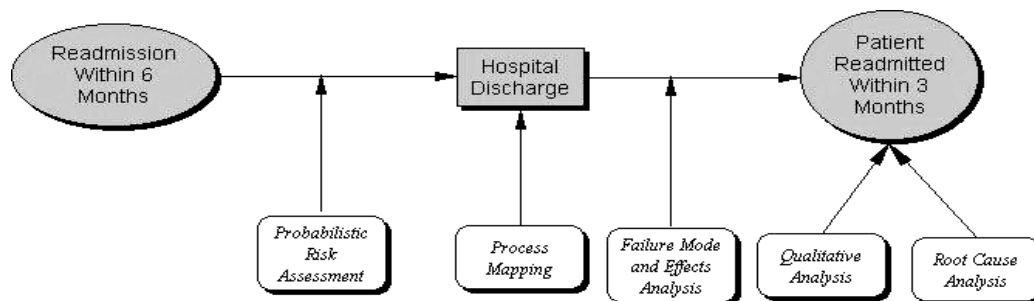 Readmission
Within 6
Months
Hospital
Discharge
Patient
Readmitted
Within 3
Months
Probabilistic
Risk
Assessment
Process
Mapping
Failure Mode
and Effects
Analysis
Qualitative
Analysis
Root Cause
Analysis